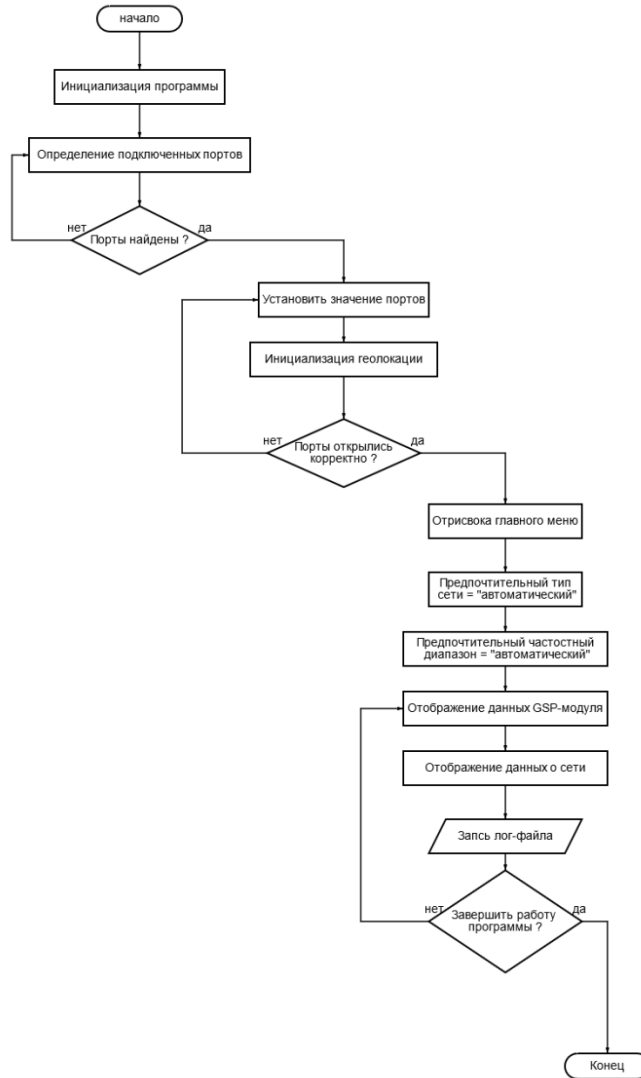 начало
Инициализация программы
Определение подключенных портов
нет
да
Порты найдены ?
Установить значение портов
Инициализация геолокации
нет
да
Порты открылись
корректно ?
Отрисвока главного меню
Предпочтительный тип
сети = "автоматический"
Предпочтительный частостный
диапазон = "автоматический"
Отображение данных GSP-модуля
Отображение данных о сети
Запсь лог-файла
нет
да
Завершить работу
программы ?
Конец